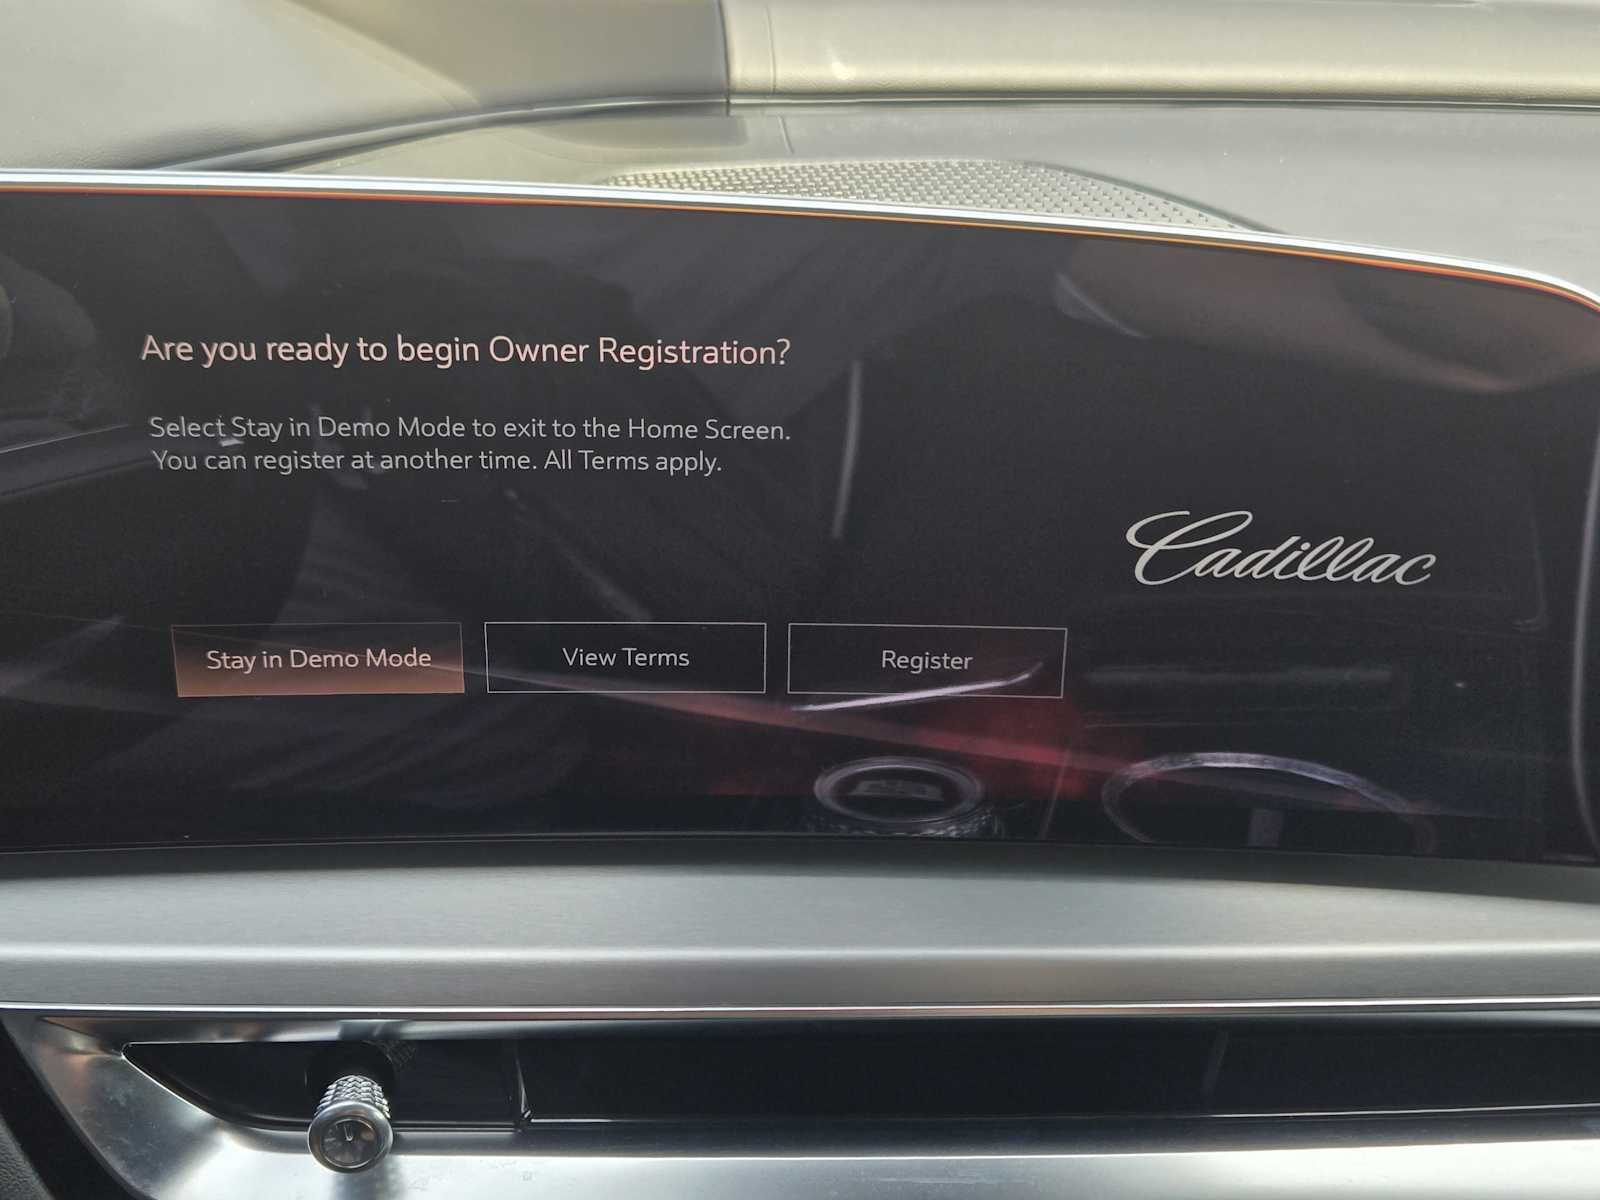 Are you ready to begin Owner Registration?
Select Stay in Demo Mode to exit to the Home Screen.
You can register at another time. All Terms apply.
Cadillac
Stay in Demo Mode
View Terms
Register